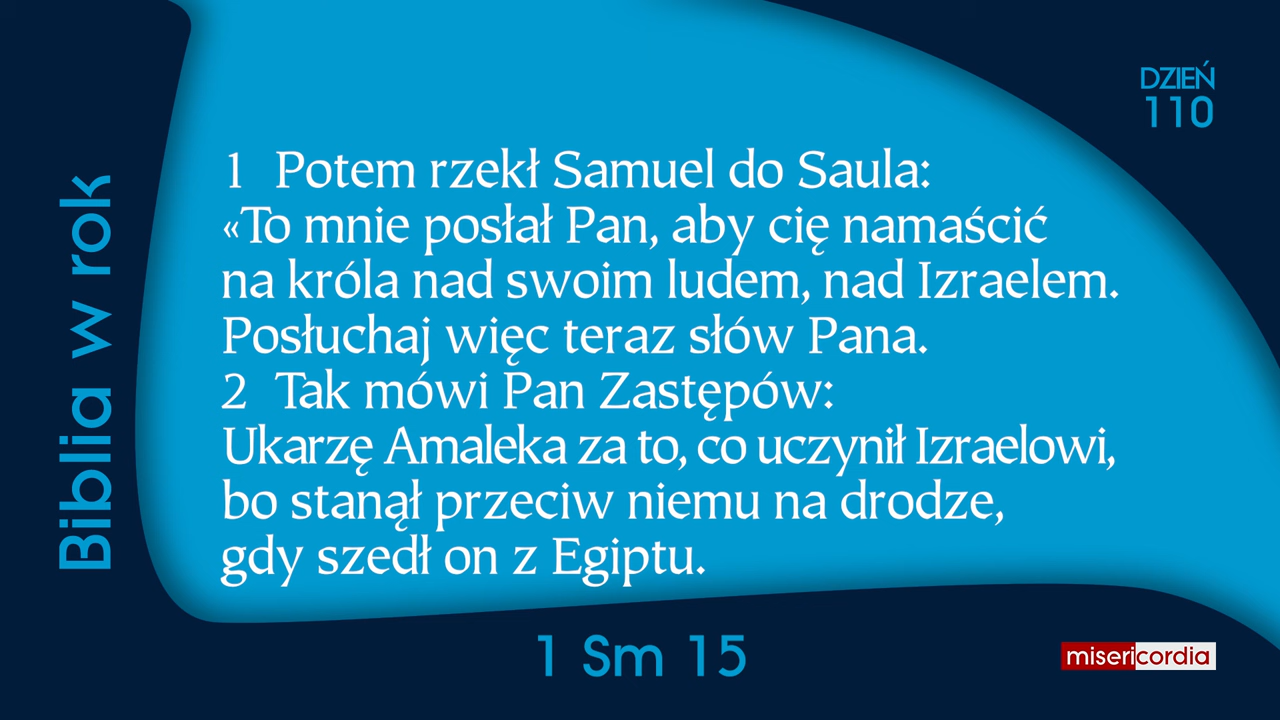 DZIEŃ
110
Biblia w rok
1 Potem rzekł Samuel do Saula:
«To mnie posłał Pan, aby cię namaścić
na króla nad swoim ludem, nad Izraelem.
Posłuchaj więc teraz słów Pana.
2 Tak mówi Pan Zastępów:
Ukarzę Amaleka za to, co uczynił Izraelowi,
bo stanął przeciw niemu na drodze,
gdy szedł on z Egiptu.
1 Sm 15
misericordia